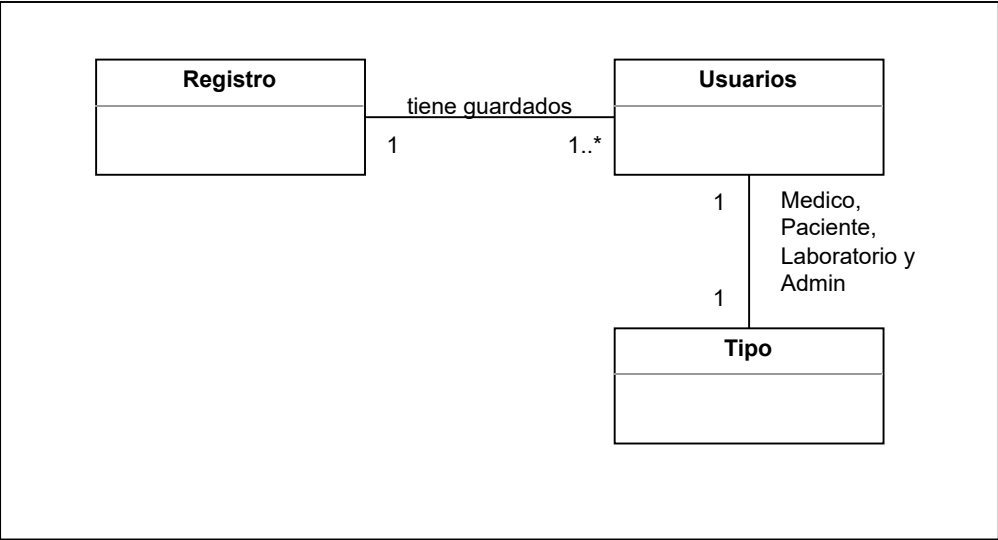 Registro
Usuarios
tiene guardados
1
1..*
1
Medico,
Paciente,
Laboratorio y
Admin
1
Tipo